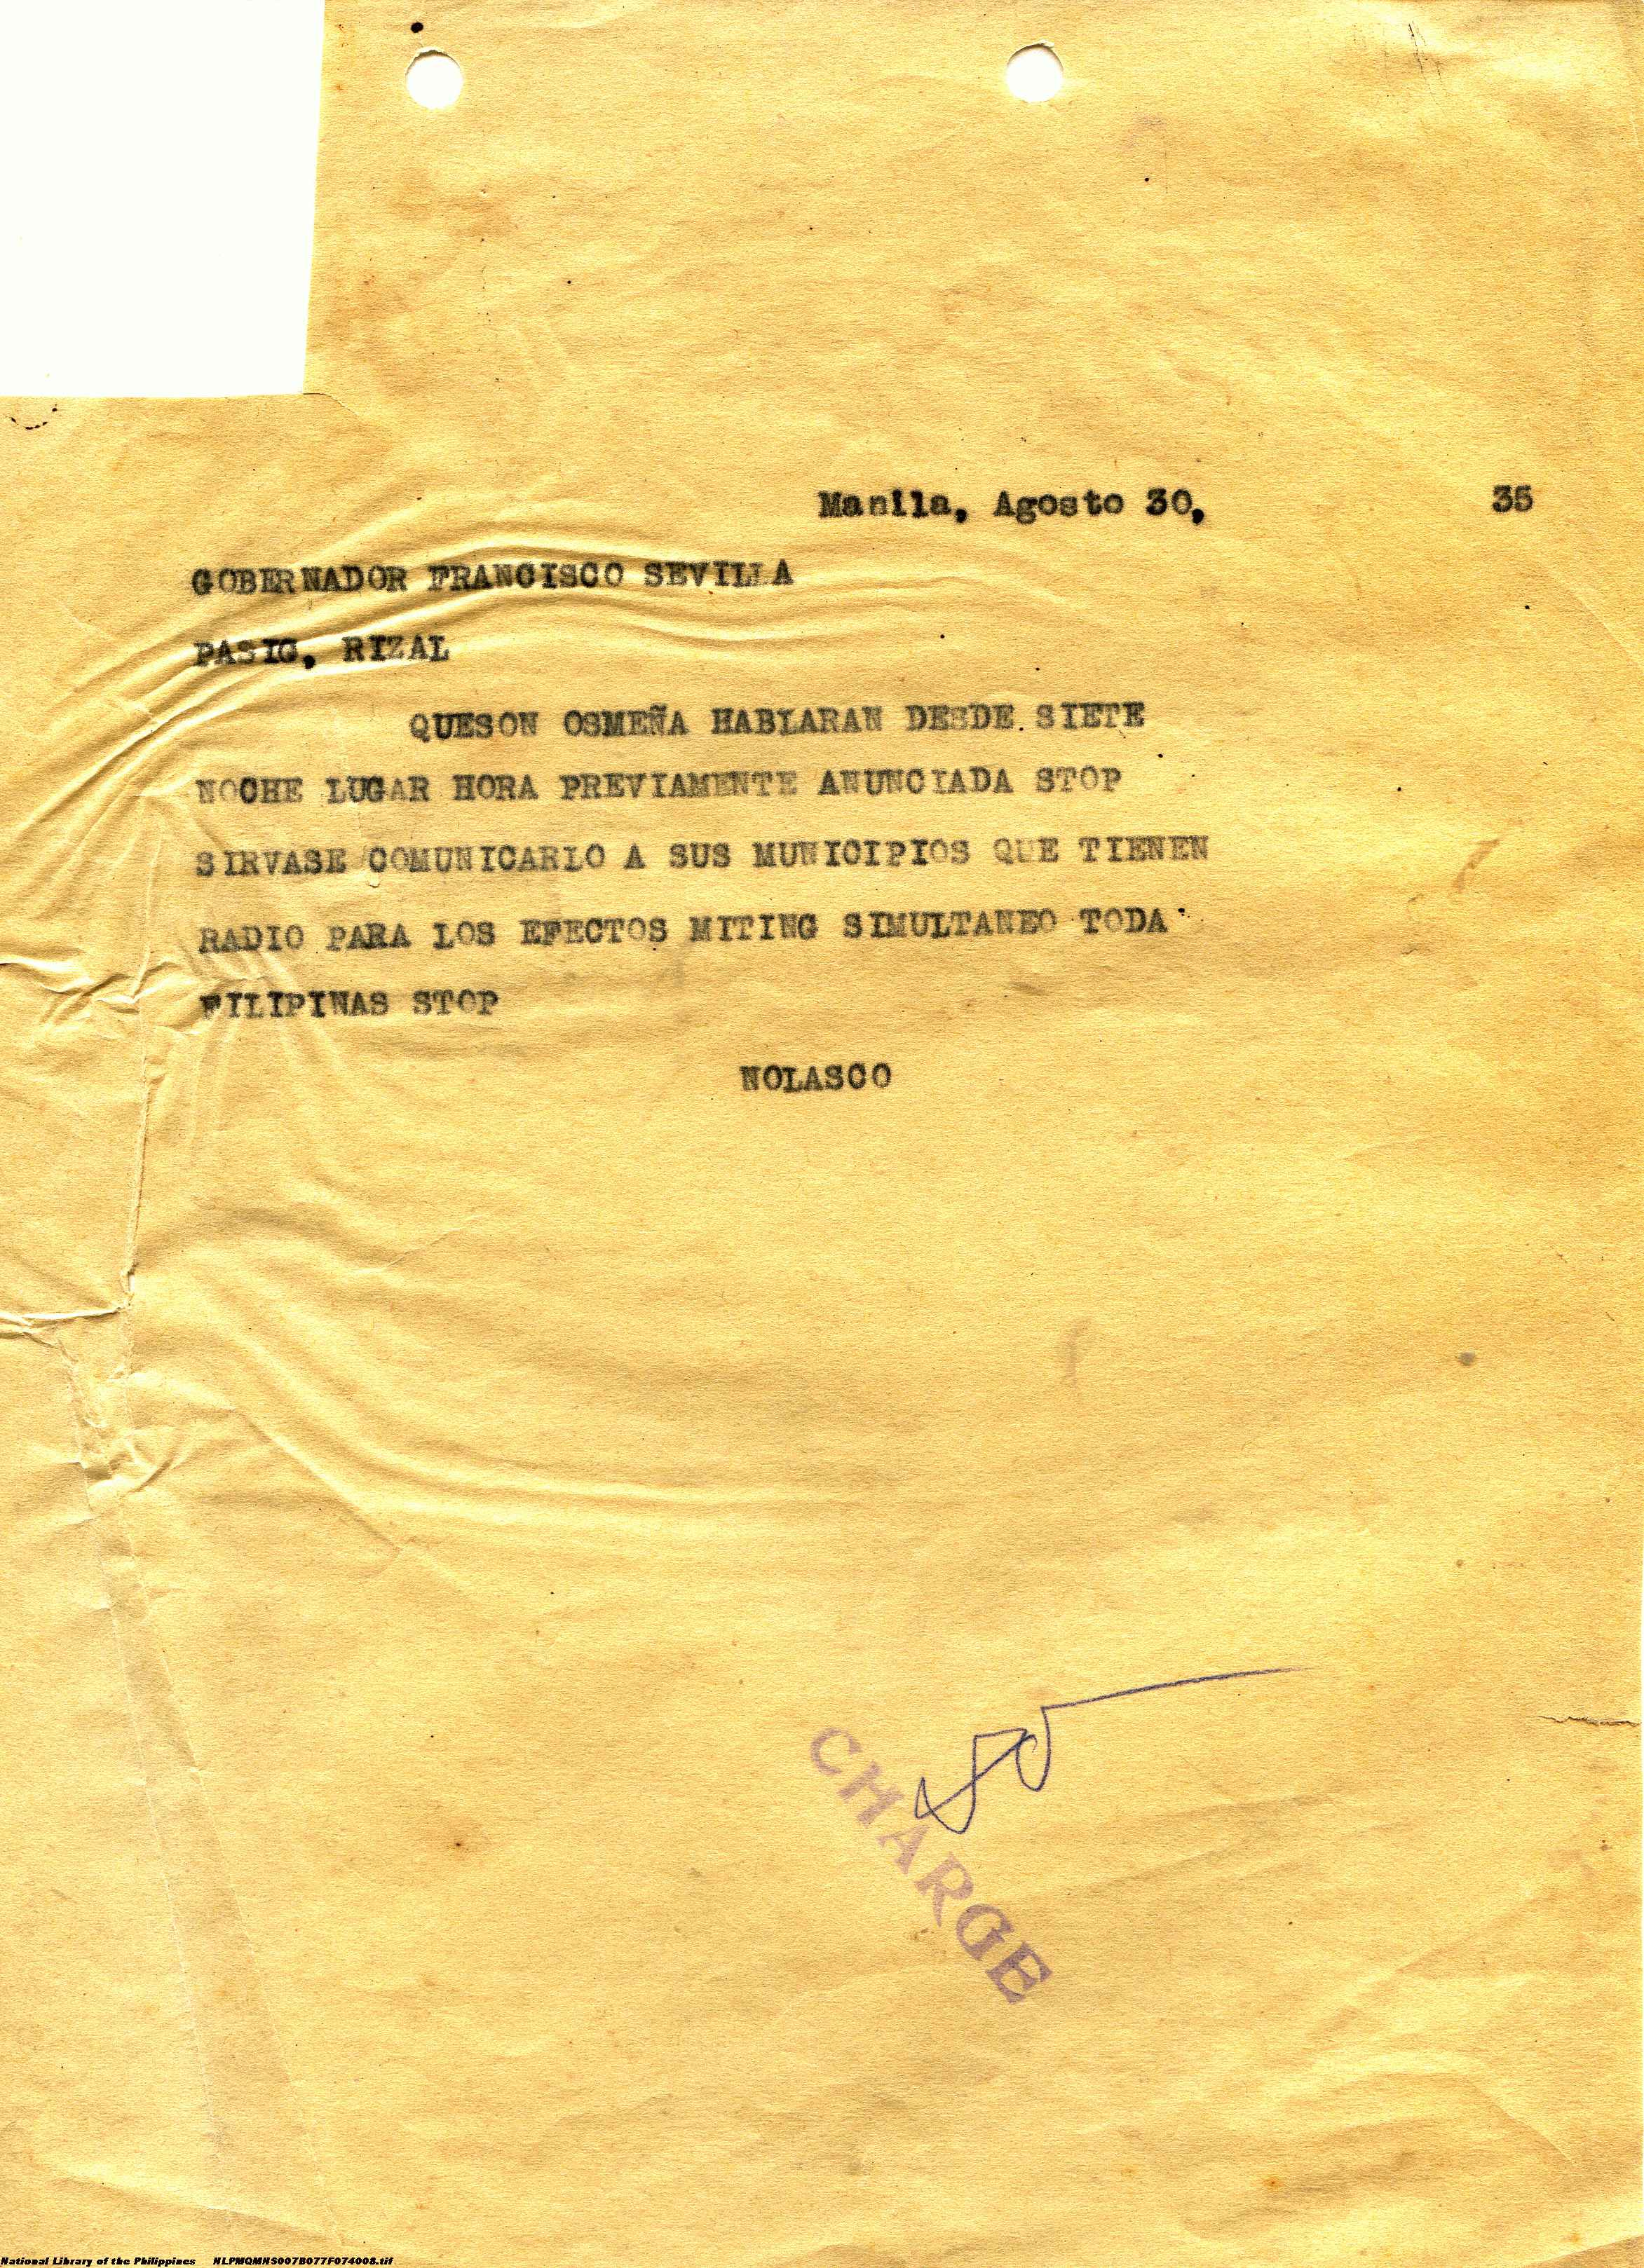 Manila, Agosto 30, 35
GOBERNADOR FRANCISCO SEVILLA
PASIG, RIZAL
QUESON OSMEÑA HABLARAN DESDE SIETE
NOCHE LUGAR HORA PREVIAMENTE ANUNCIADA STOP
SIRVASE COMUNICARLO A SUS MUNICIPIOS QUE TIENEN
RADIO PARA LOS EFECTOS MITING SIMULTANEO TODA
FILIPINAS STOP
NOLASCO
CHARGE
National Library of the Philippines NLPMQMNS007B077F074008.tif